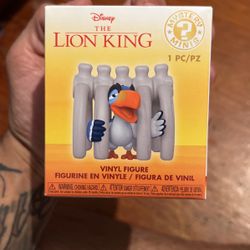 Disney
THE
LION KING
MYSTERY
?
MINIS
1 PC/PZ
VINYL FIGURE
FIGURINE EN VINYLE / FIGURA DE VINIL